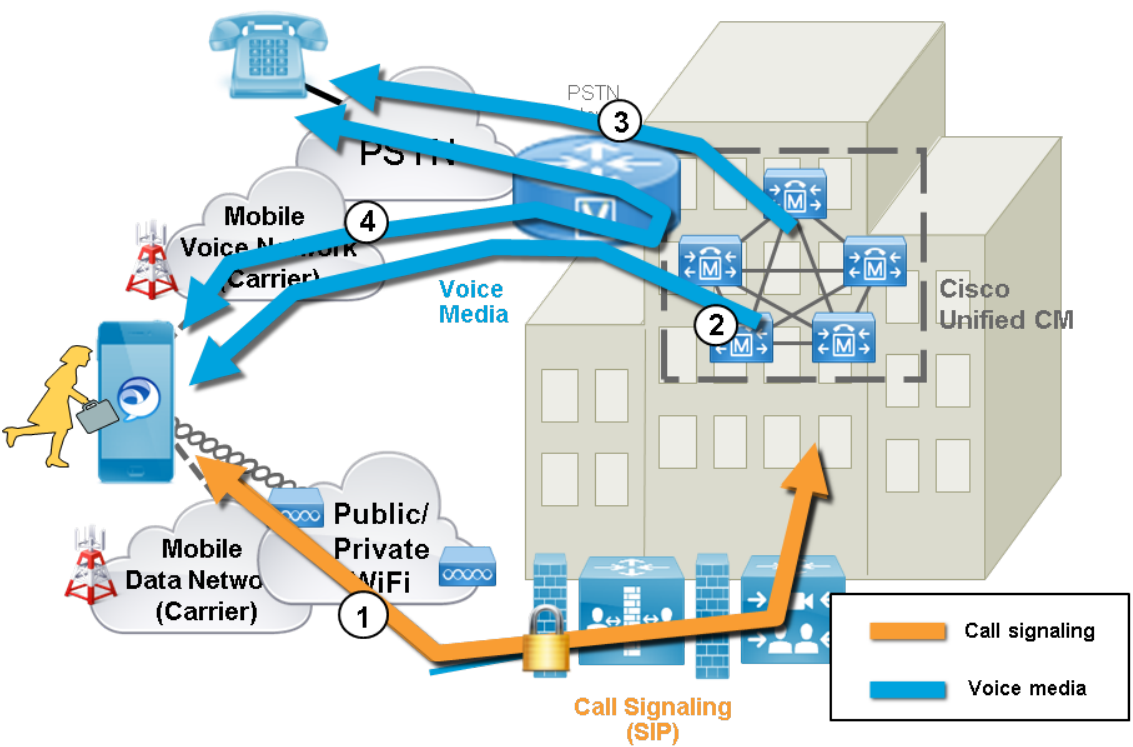 PSTN
3
PSTN
4
Mobile
Voice Network
(Carrier)
M
M
M
V
Voice
Media
2
M
M
Cisco
Unified CM
Public/
Private
WiFi
Mobile
Data Netwo
(Carrier)
1
Call signaling
Voice media
Call Signaling
(SIP)